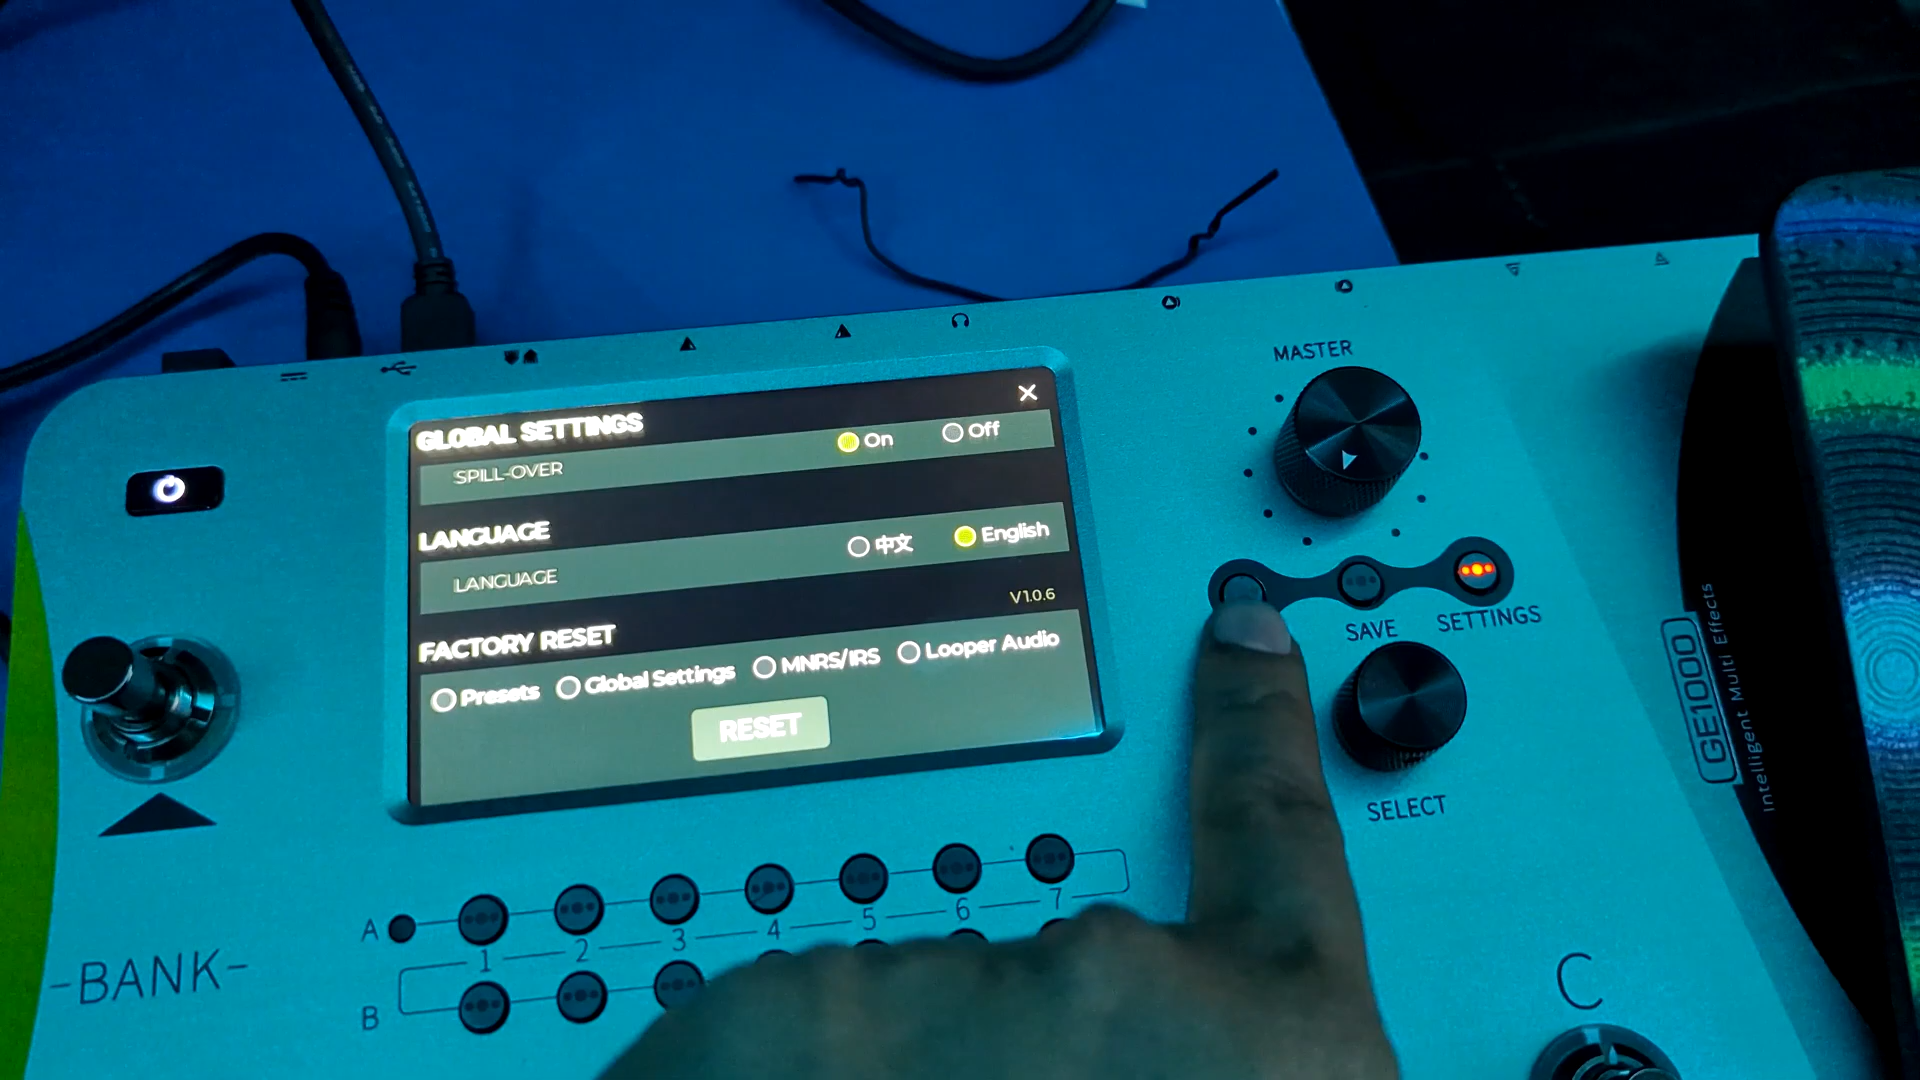 MASTER
GLOBAL SETTINGS
SPILL-OVER On Off
LANGUAGE
LANGUAGE 中文 English
V1.0.6
FACTORY RESET
Presets Global Settings MNRS/IRS Looper Audio
RESET
SAVE SETTINGS
SELECT
GE1000
Intelligent Multi Effects
A
1 2 3 4 5 6 7
B
-BANK-
C